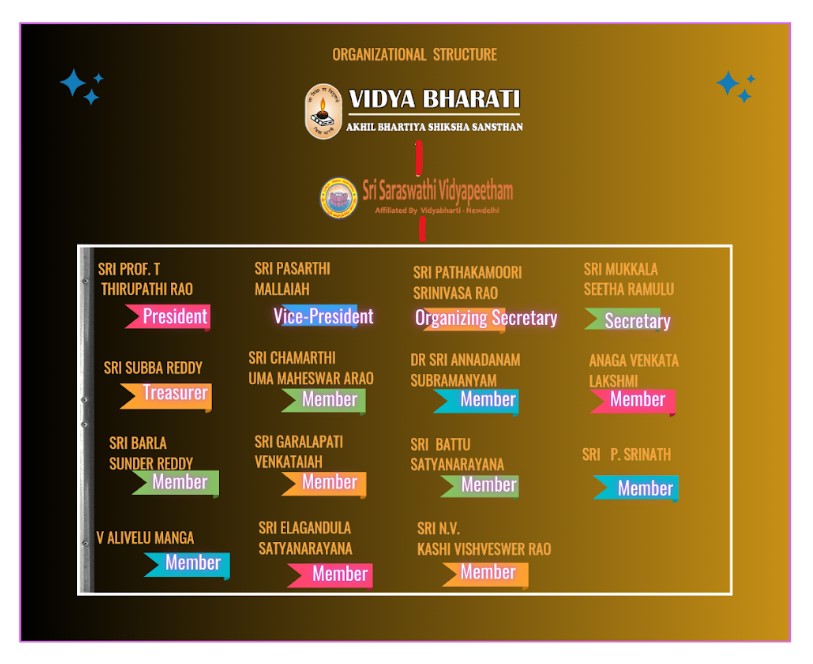 ORGANIZATIONAL STRUCTURE
VIDYA BHARATI
AKHIL BHARTIYA SHIKSHA SANSTHAN
Sri Saraswathi Vidyapeetham
Affiliated By Vidyabharti - Newdelhi
SRI PROF. T
THIRUPATHI RAO
President
SRI PASARTHI
MALLAIAH
Vice-President
SRI PATHAKAMOORI
SRINIVASA RAO
Organizing Secretary
SRI MUKKALA
SEETHA RAMULU
Secretary
SRI SUBBA REDDY
Treasurer
SRI CHAMARTHI
UMA MAHESWAR ARAO
Member
DR SRI ANNADANAM
SUBRAMANYAM
Member
ANAGA VENKATA
LAKSHMI
Member
SRI BARLA
SUNDER REDDY
Member
SRI GARALAPATI
VENKATAIAH
Member
SRI BATTU
SATYANARAYANA
Member
SRI P. SRINATH
Member
V ALIVELU MANGA
Member
SRI ELAGANDULA
SATYANARAYANA
Member
SRI N.V.
KASHI VISHVESWER RAO
Member